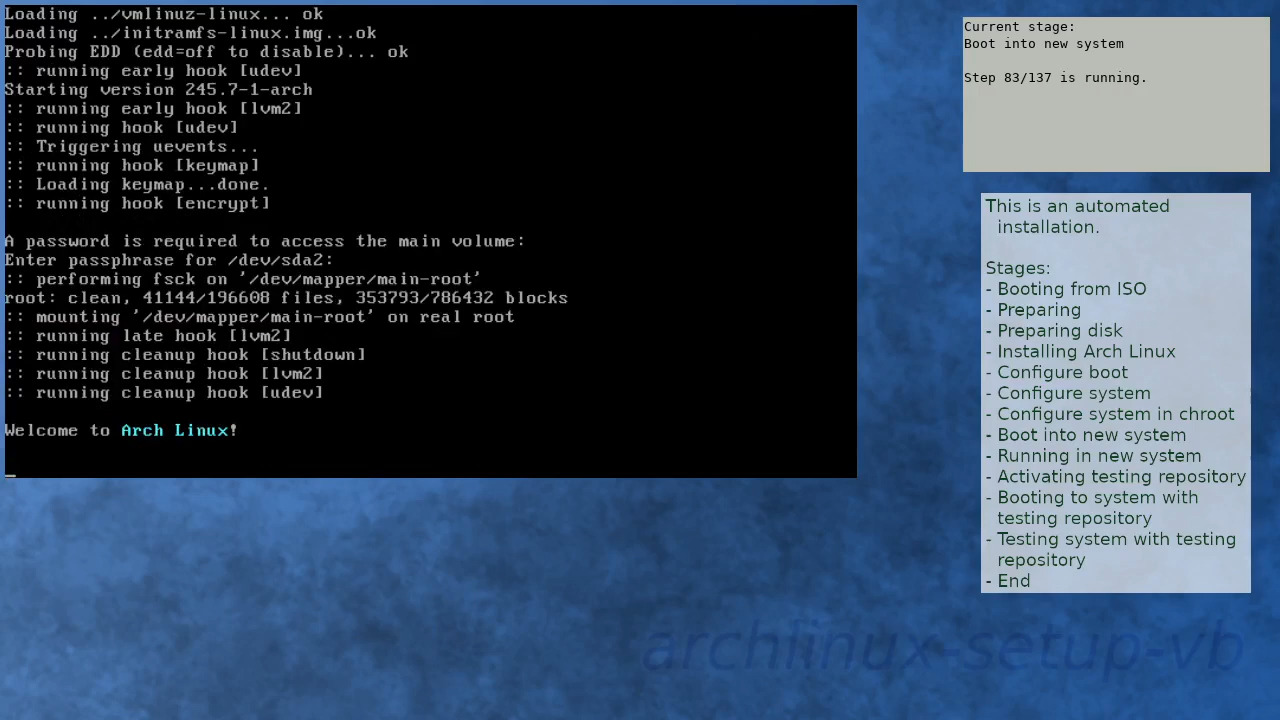 Loading ../vmlinuz-linux... ok
Loading ../initramfs-linux.img...ok
Probing EDD (edd=off to disable)... ok
:: running early hook [udev]
Starting version 245.7-1-arch
:: running early hook [lvm2]
:: running hook [udev]
:: Triggering uevents...
:: running hook [keymap]
:: Loading keymap...done.
:: running hook [encrypt]

A password is required to access the main volume:
Enter passphrase for /dev/sda2:
:: performing fsck on '/dev/mapper/main-root'
root: clean, 41144/196608 files, 353793/786432 blocks
:: mounting '/dev/mapper/main-root' on real root
:: running late hook [lvm2]
:: running cleanup hook [shutdown]
:: running cleanup hook [lvm2]
:: running cleanup hook [udev]

Welcome to Arch Linux!

Current stage:
Boot into new system

Step 83/137 is running.

This is an automated
installation.

Stages:
- Booting from ISO
- Preparing
- Preparing disk
- Installing Arch Linux
- Configure boot
- Configure system
- Configure system in chroot
- Boot into new system
- Running in new system
- Activating testing repository
- Booting to system with
testing repository
- Testing system with testing
repository
- End

archlinux-setup-vb